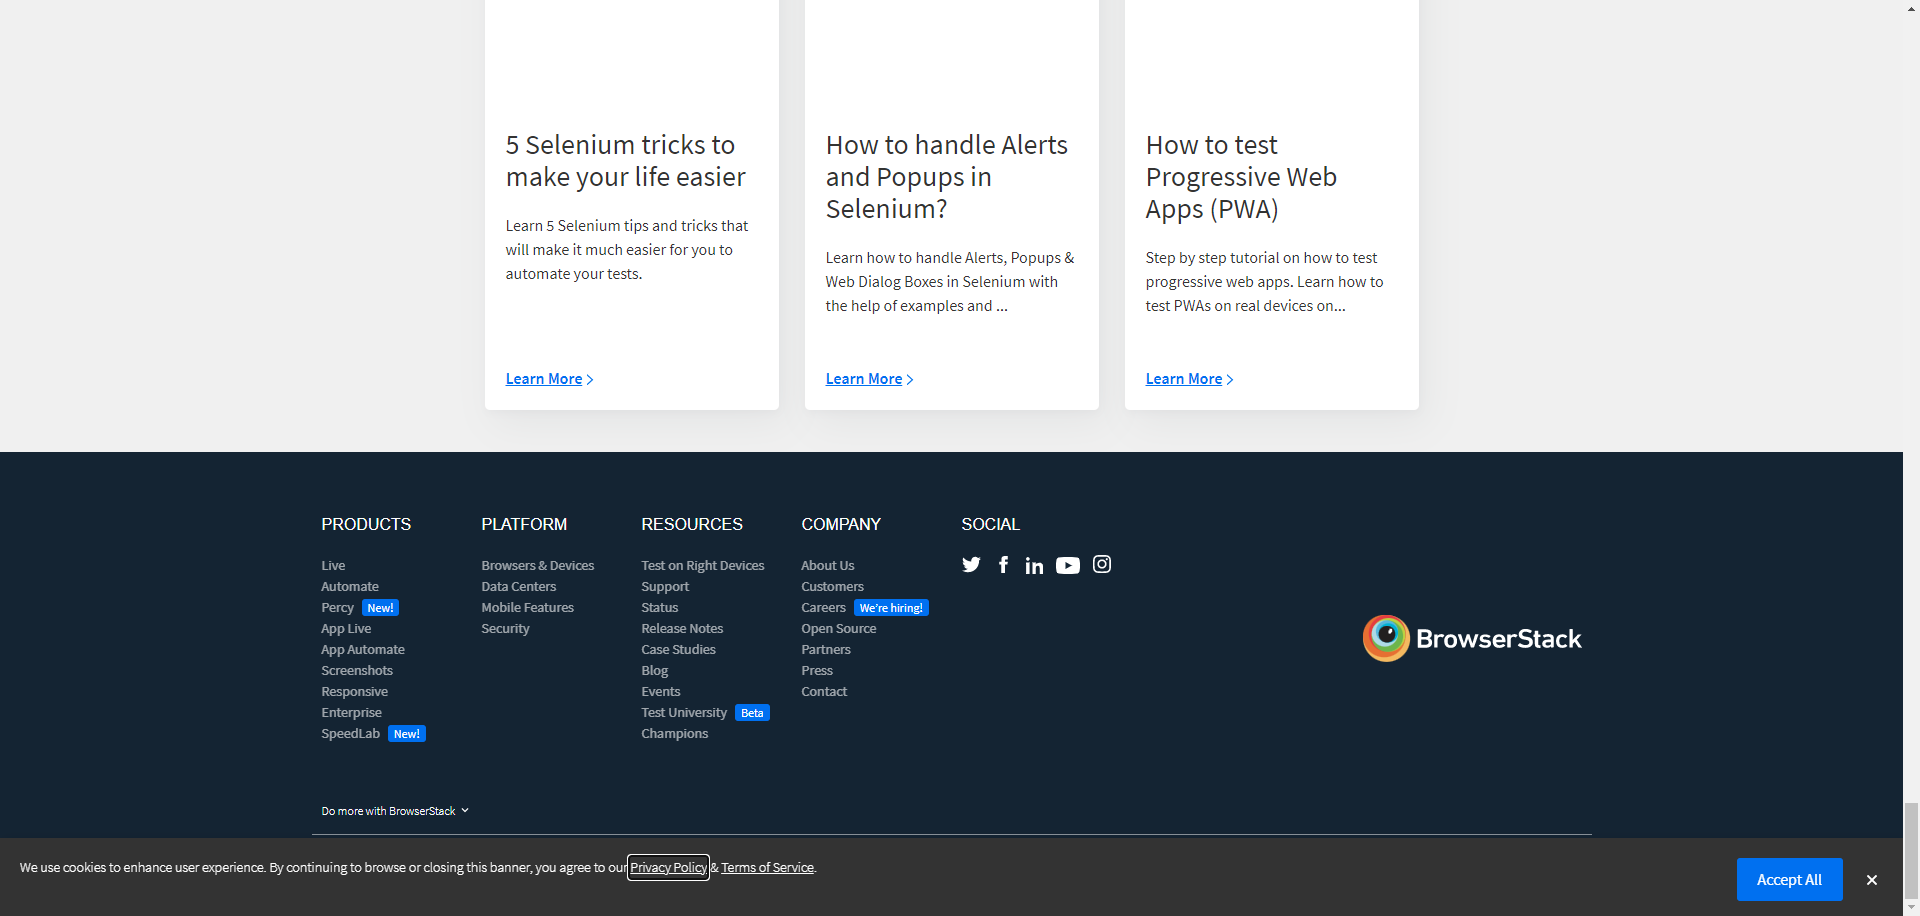 5 Selenium tricks to
make your life easier
Learn 5 Selenium tips and tricks that
will make it much easier for you to
automate your tests.
Learn More
How to handle Alerts
and Popups in
Selenium?
Learn how to handle Alerts, Popups &
Web Dialog Boxes in Selenium with
the help of examples and ...
Learn More
How to test
Progressive Web
Apps (PWA)
Step by step tutorial on how to test
progressive web apps. Learn how to
test PWAs on real devices on...
Learn More
PRODUCTS
Live
Automate
Percy New!
App Live
App Automate
Screenshots
Responsive
Enterprise
SpeedLab New!
PLATFORM
Browsers & Devices
Data Centers
Mobile Features
Security
RESOURCES
Test on Right Devices
Support
Status
Release Notes
Case Studies
Blog
Events
Test University Beta
Champions
COMPANY
About Us
Customers
Careers We're hiring!
Open Source
Partners
Press
Contact
SOCIAL
BrowserStack
Do more with BrowserStack
We use cookies to enhance user experience. By continuing to browse or closing this banner, you agree to our Privacy Policy & Terms of Service.
Accept All